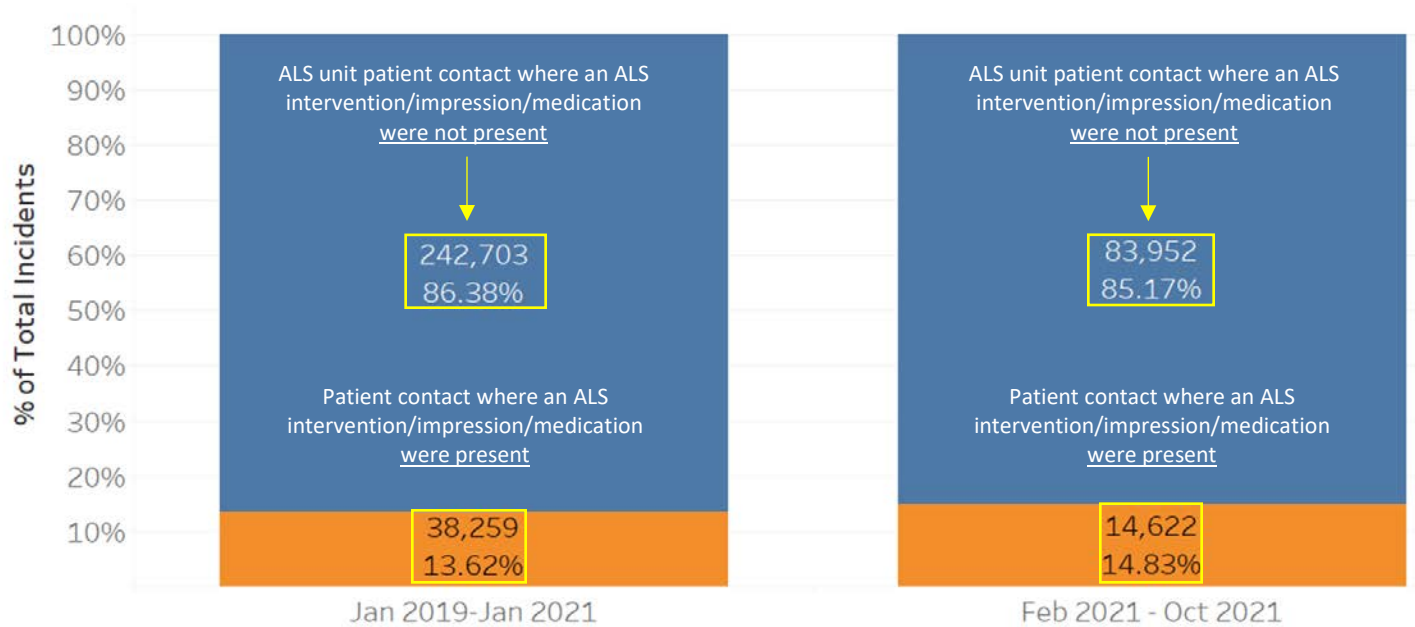 100%
90%
80%
70%
60%
50%
40%
30%
20%
10%
% of Total Incidents
ALS unit patient contact where an ALS
intervention/impression/medication
were not present
242,703
86.38%
Patient contact where an ALS
intervention/impression/medication
were present
38,259
13.62%
Jan 2019-Jan 2021
ALS unit patient contact where an ALS
intervention/impression/medication
were not present
83,952
85.17%
Patient contact where an ALS
intervention/impression/medication
were present
14,622
14.83%
Feb 2021 - Oct 2021